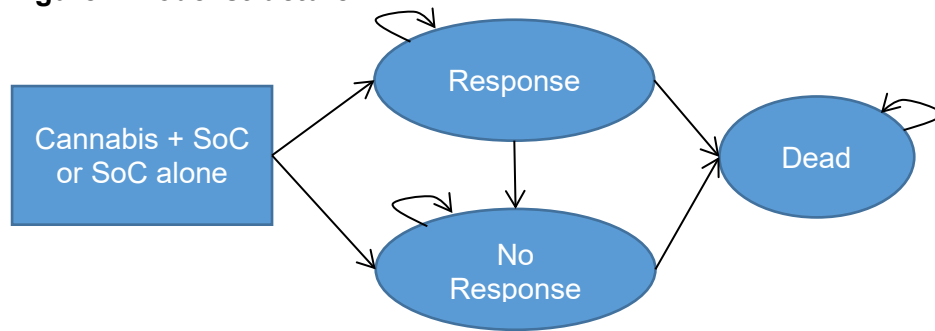 Cannabis + SoC
or SoC alone
Response
No
Response
Dead